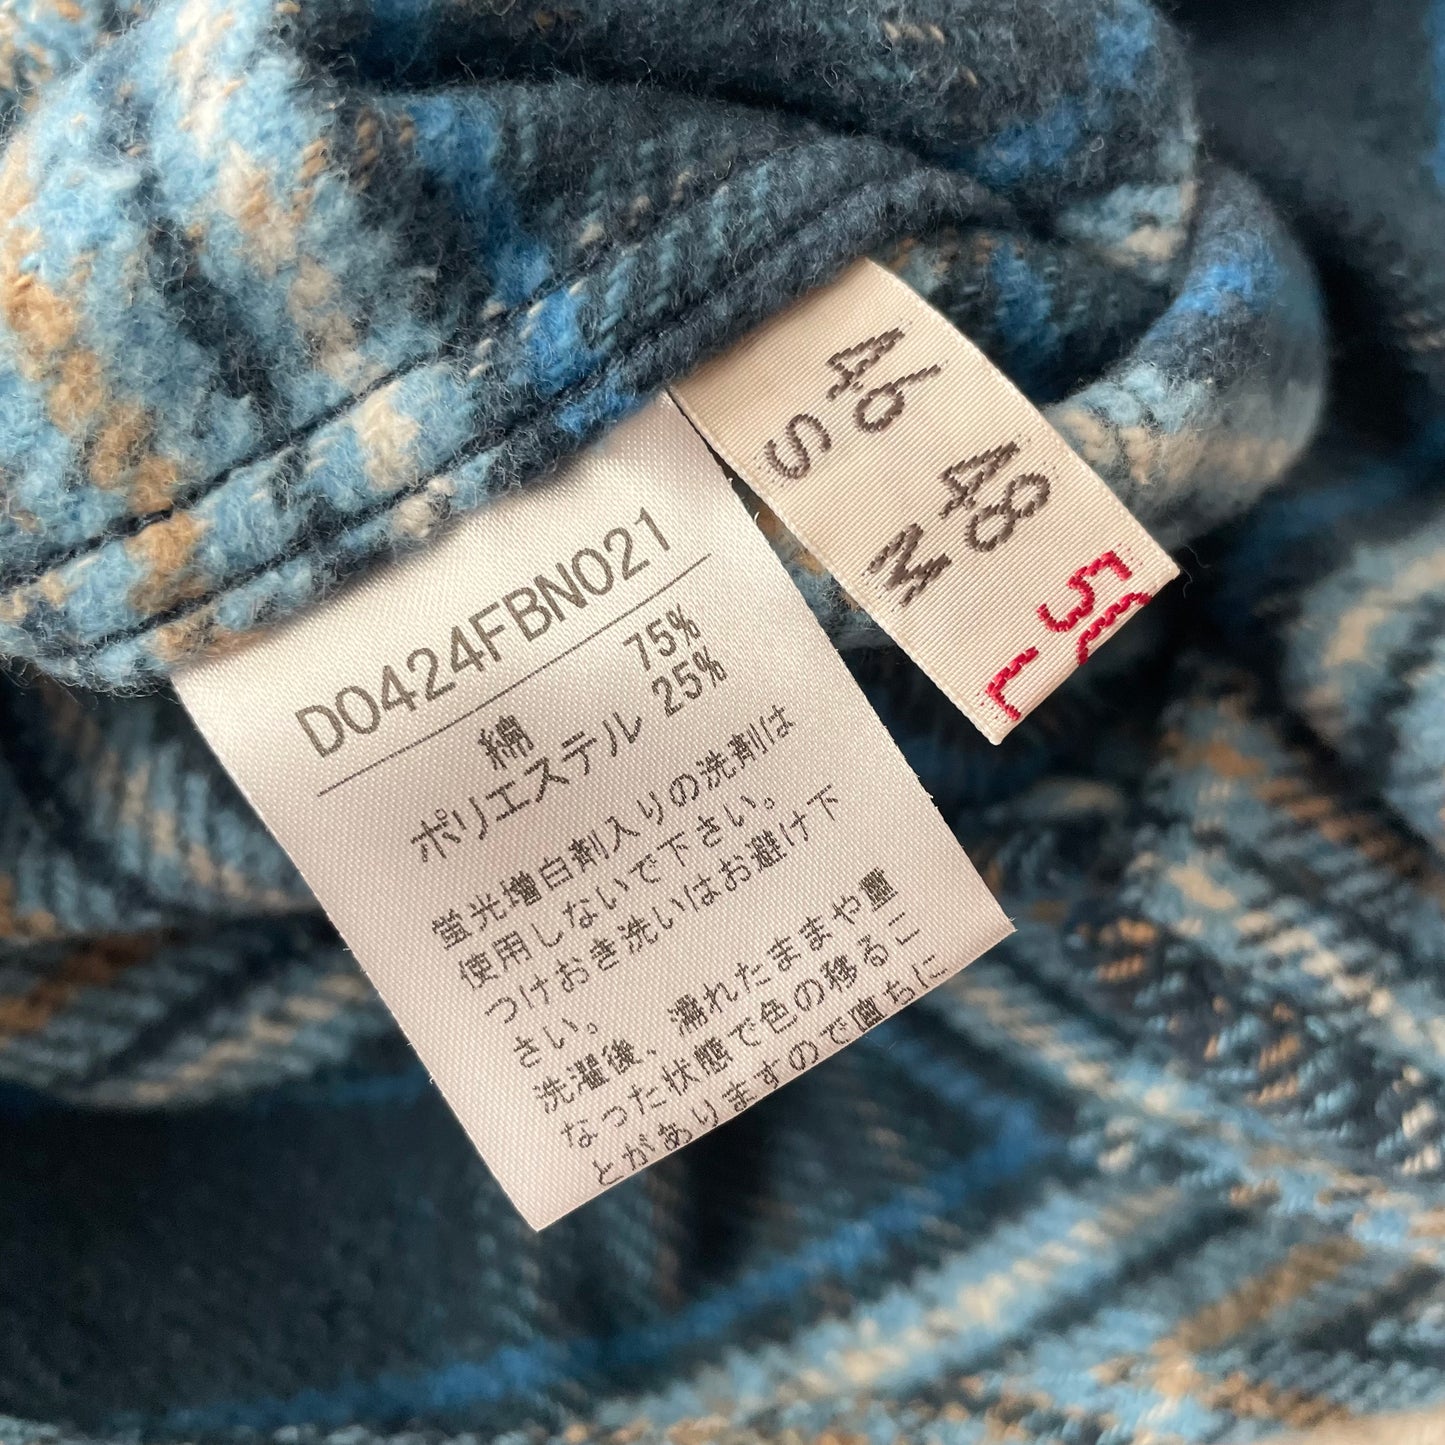 46 48 50
S M L
D0424FBN021
綿 75%
ポリエステル 25%
蛍光増白剤入りの洗剤は
使用しないで下さい。
つけおき洗いはお避け下
さい。
洗濯後、濡れたままや重
なった状態で色の移るこ
とがありますので直ちに